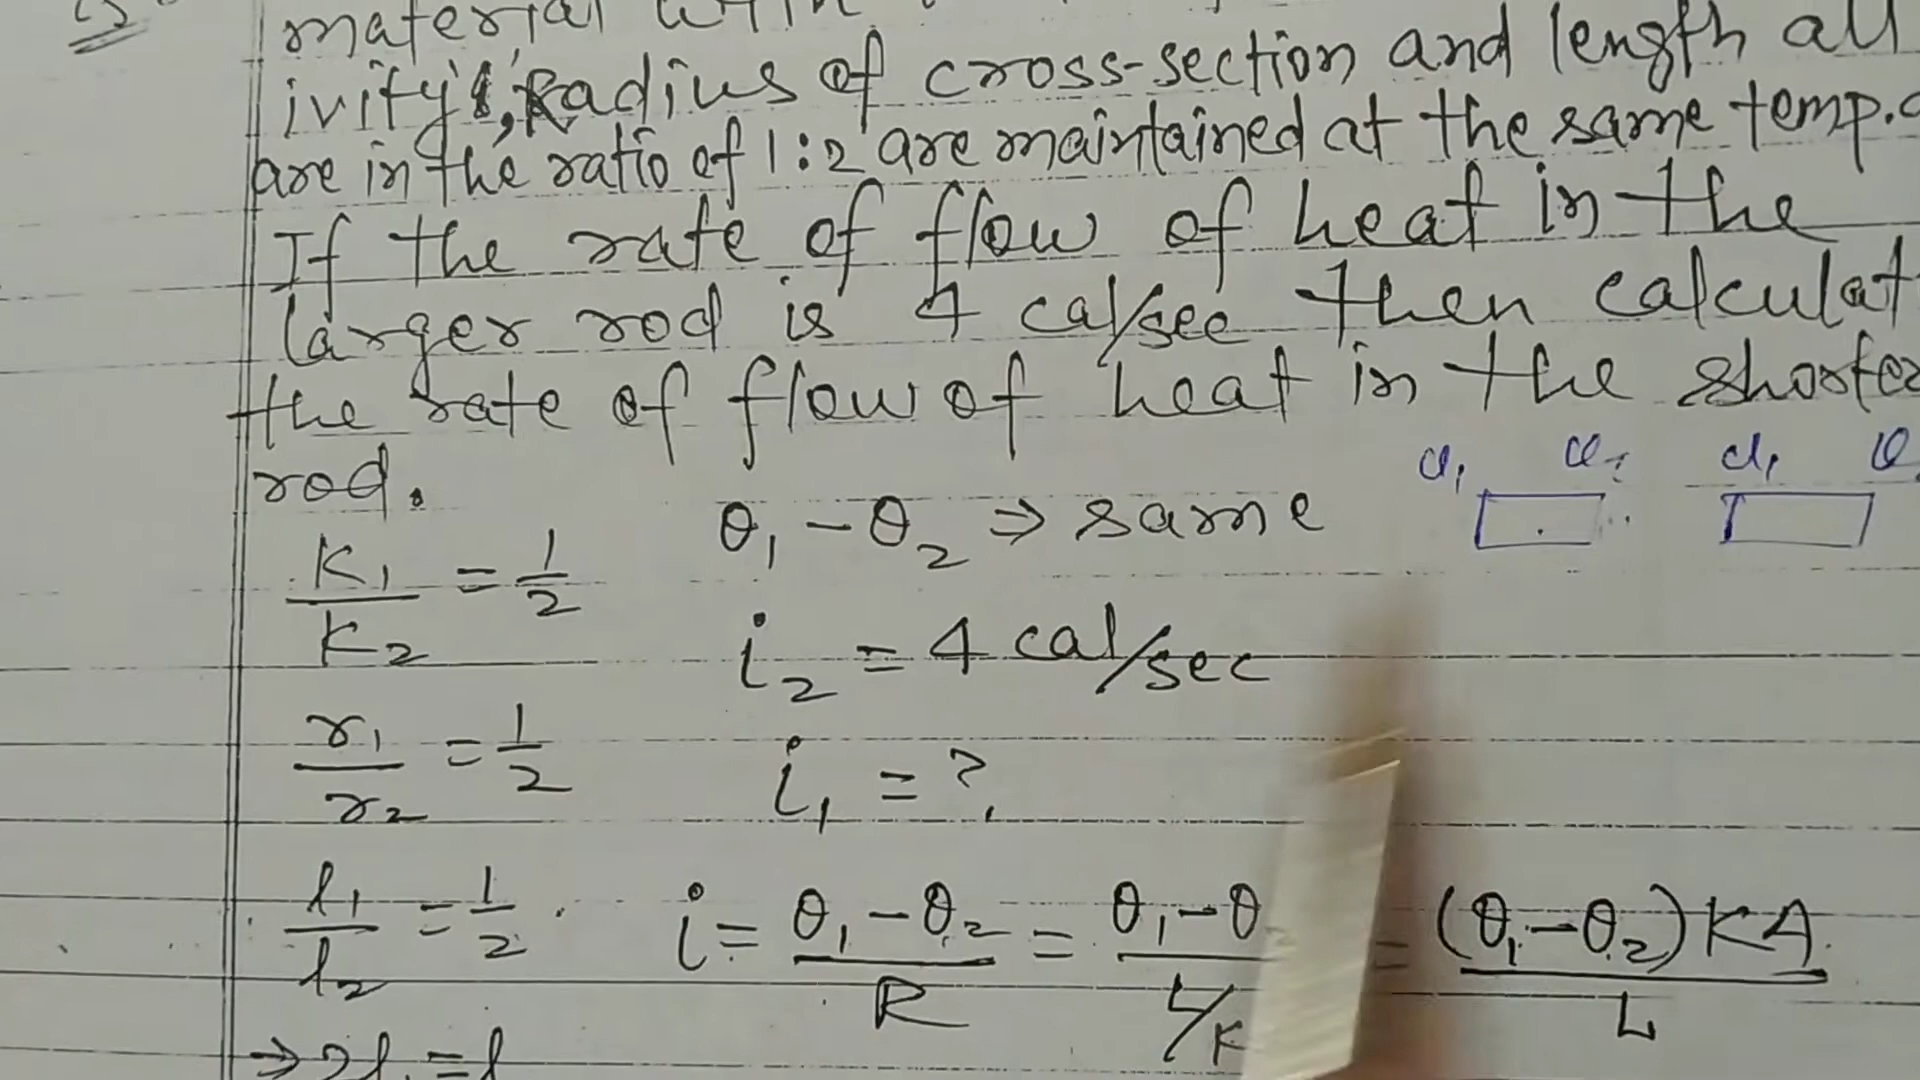 material with
ivity's, Radius of cross-section and length all
are in the ratio of 1:2 are maintained at the same temp.
If the rate of flow of heat in the
larger rod is 4 cal/sec then calculat
the rate of flow of heat in the shorter
rod.
K₁/K₂ = 1/2
θ₁ - θ₂ ⇒ same
i₂ = 4 cal/sec
r₁/r₂ = 1/2
i₁ = ?
l₁/l₂ = 1/2
i = θ₁ - θ₂/R = θ₁ - θ/L/K = (θ₁ - θ₂)KA/L